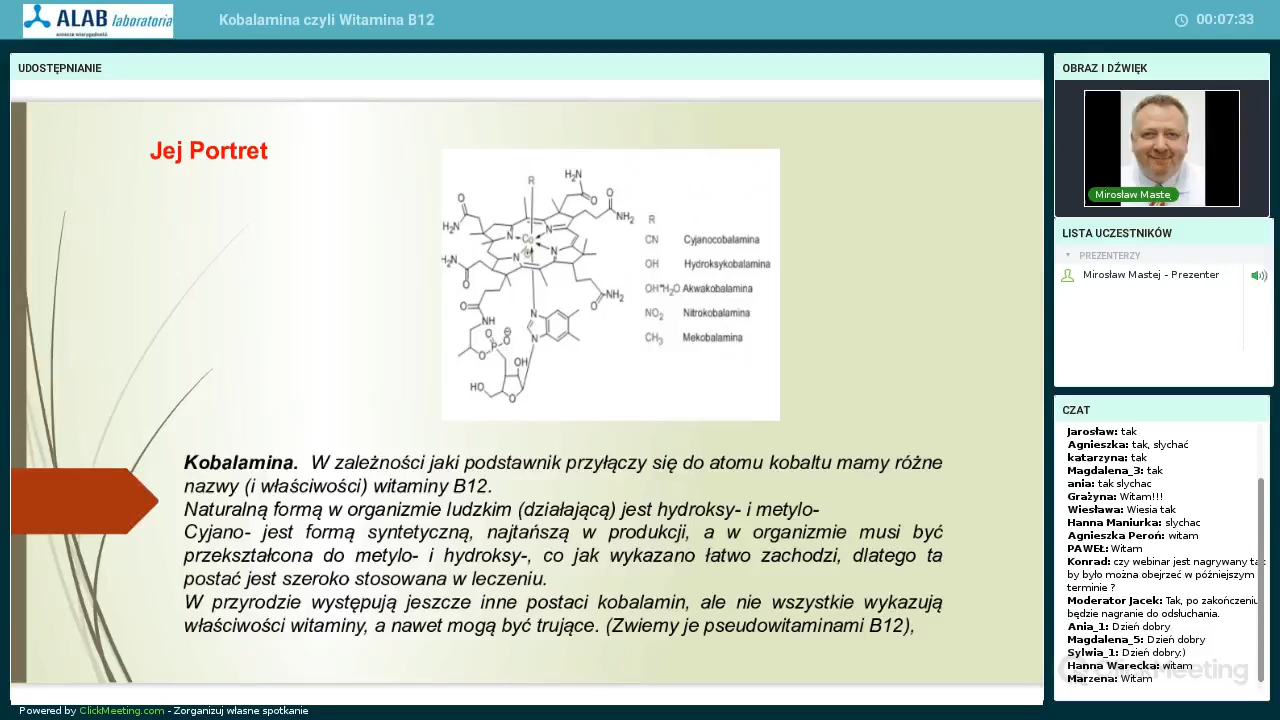 ALAB laboratoria
Kobalamina czyli Witamina B12
00:07:33
UDOSTĘPNIANIE
Jej Portret
R
H₂N
O
O
NH₂
O
H₂N
N
N
Co
N
N
H₂N
O
O
NH₂
O
NH
N
N
O
O
P
O
O
OH
HO
O
R
CN Cyjanocobalamina
OH Hydroksykobalamina
OH*H₂O Akwakobalamina
NO₂ Nitrokobalamina
CH₃ Mekobalamina
Kobalamina. W zależności jaki podstawnik przyłączy się do atomu kobaltu mamy różne
nazwy (i właściwości) witaminy B12.
Naturalną formą w organizmie ludzkim (działającą) jest hydroksy- i metylo-
Cyjano- jest formą syntetyczną, najtańszą w produkcji, a w organizmie musi być
przekształcona do metylo- i hydroksy-, co jak wykazano łatwo zachodzi, dlatego ta
postać jest szeroko stosowana w leczeniu.
W przyrodzie występują jeszcze inne postaci kobalamin, ale nie wszystkie wykazują
właściwości witaminy, a nawet mogą być trujące. (Zwiemy je pseudowitaminami B12),
OBRAZ I DŹWIĘK
Mirosław Maste
LISTA UCZESTNIKÓW
PREZENTERZY
Mirosław Mastej - Prezenter
CZAT
Jarosław: tak
Agnieszka: tak, słychać
katarzyna: tak
Magdalena_3: tak
ania: tak slychac
Grażyna: Witam!!!
Wiesława: Wiesia tak
Hanna Maniurka: slychac
Agnieszka Peroń: witam
PAWEŁ: Witam
Konrad: czy webinar jest nagrywany tak
by było można obejrzeć w późniejszym
terminie ?
Moderator Jacek: Tak, po zakończeniu
będzie nagranie do odsłuchania.
Ania_1: Dzień dobry
Magdalena_5: Dzień dobry
Sylwia_1: Dzień dobry:)
Hanna Warecka: witam
Marzena: Witam
ClickMeeting
Powered by ClickMeeting.com - Zorganizuj własne spotkanie